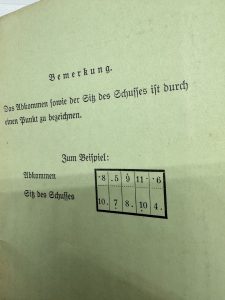 Bemerkung.
Das Abkommen sowie der Sitz des Schusses ist durch
einen Punkt zu bezeichnen.
Zum Beispiel:
Abkommen ·8 .5 9 11· ·6
Sitz des Schusses 10. 7 8. 10 4.